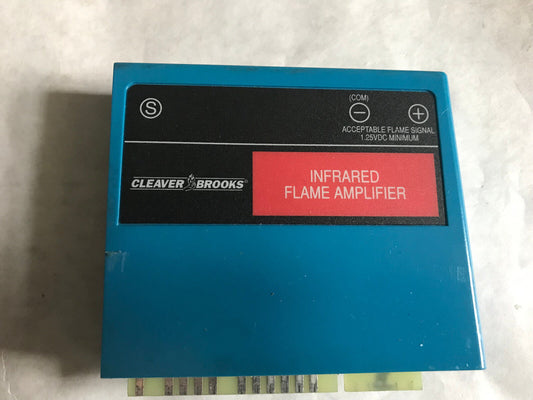 S
(COM)
− +
ACCEPTABLE FLAME SIGNAL
1.25VDC MINIMUM
CLEAVER BROOKS®
INFRARED
FLAME AMPLIFIER